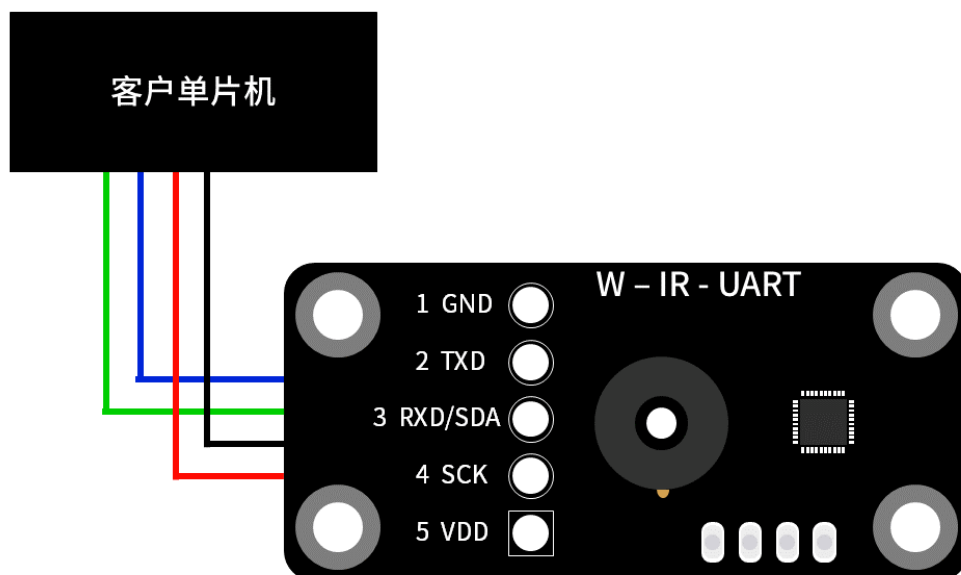 客户单片机
W – IR - UART
1 GND
2 TXD
3 RXD/SDA
4 SCK
5 VDD